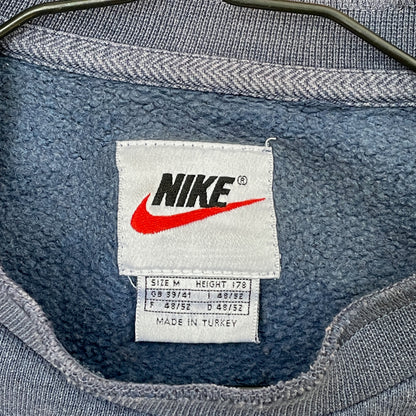 NIKE ®
SIZE M HEIGHT 178
GB 39/41 I 48/52
F 48/52 D 48/52
MADE IN TURKEY